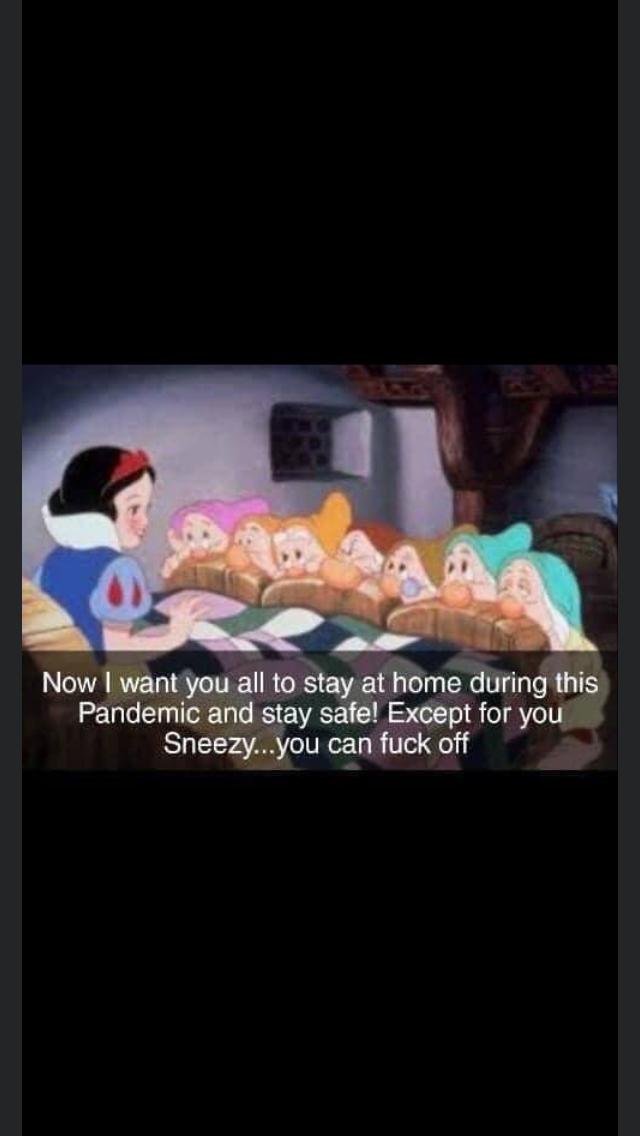 Now I want you all to stay at home during this
Pandemic and stay safe! Except for you
Sneezy...you can fuck off